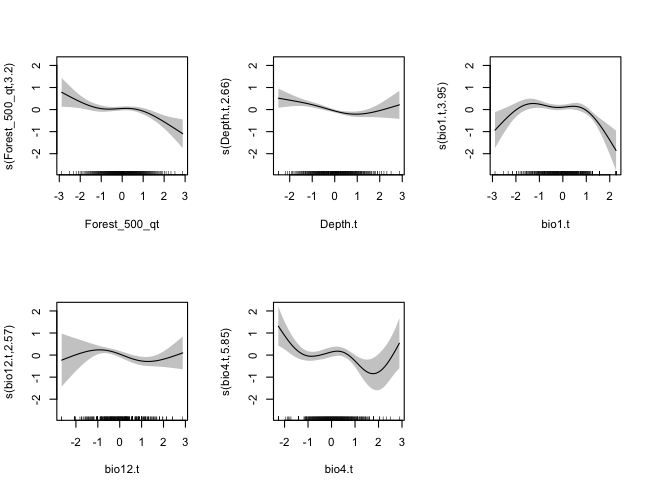 s(Forest_500_qt,3.2)
2
1
0
-1
-2
-3 -2 -1 0 1 2 3
Forest_500_qt
s(Depth.t,2.66)
2
1
0
-1
-2
-2 -1 0 1 2 3
Depth.t
s(bio1.t,3.95)
2
1
0
-1
-2
-3 -2 -1 0 1 2
bio1.t
s(bio12.t,2.57)
2
1
0
-1
-2
-2 -1 0 1 2 3
bio12.t
s(bio4.t,5.85)
2
1
0
-1
-2
-2 -1 0 1 2 3
bio4.t